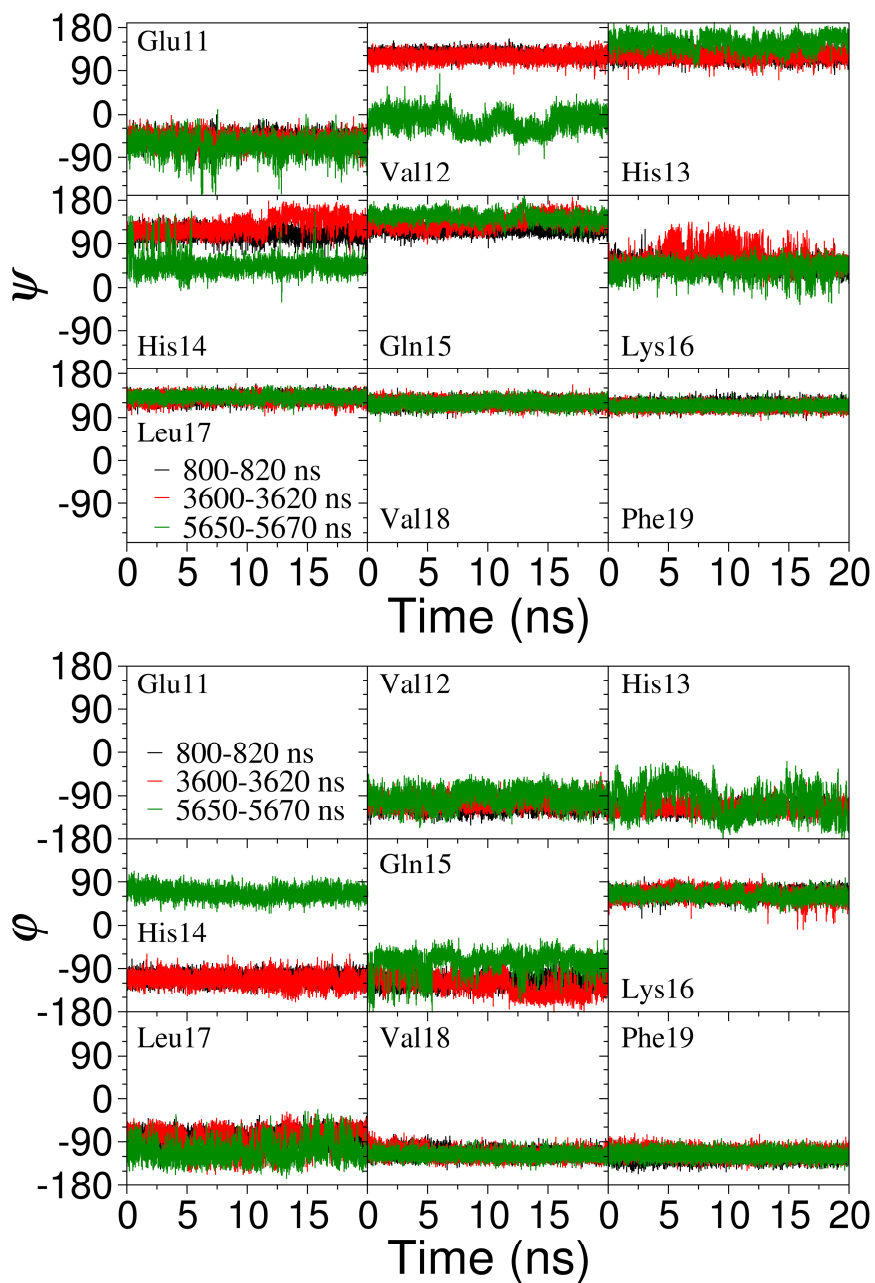 180 Glu11
90
0
-90 Val12 His13
180
90
0
-90 His14 Gln15 Lys16
180
90 Leu17
0 800-820 ns
-90 3600-3620 ns Val18 Phe19
5650-5670 ns
0 5 10 15 0 5 10 15 0 5 10 15 20
ψ
Time (ns)
180 Glu11 Val12 His13
90
0 800-820 ns
3600-3620 ns
-90 5650-5670 ns
-180
90 Gln15
0 His14
-90 Lys16
-180
90 Leu17 Val18 Phe19
0
-90
-180
0 5 10 15 0 5 10 15 0 5 10 15 20
φ
Time (ns)